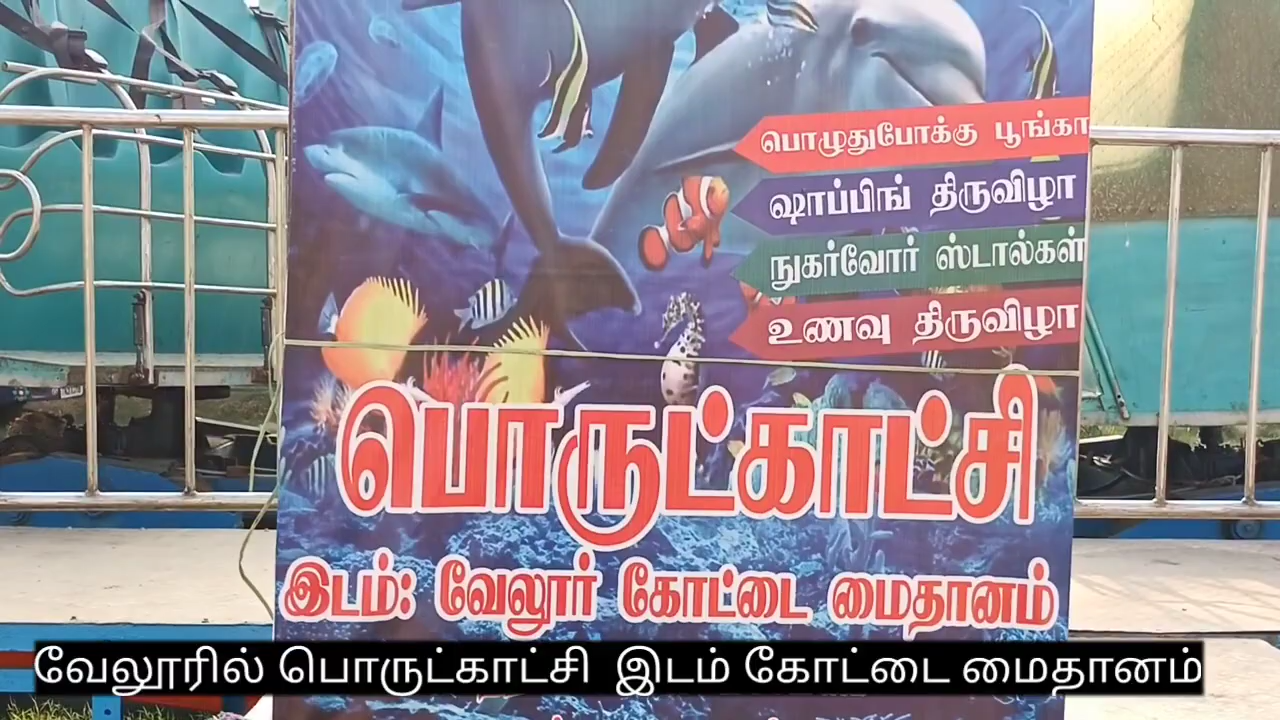 பொழுதுபோக்கு பூங்கா
ஷாப்பிங் திருவிழா
நுகர்வோர் ஸ்டால்கள்
உணவு திருவிழா
பொருட்காட்சி
இடம்: வேலூர் கோட்டை மைதானம்
வேலூரில் பொருட்காட்சி இடம் கோட்டை மைதானம்